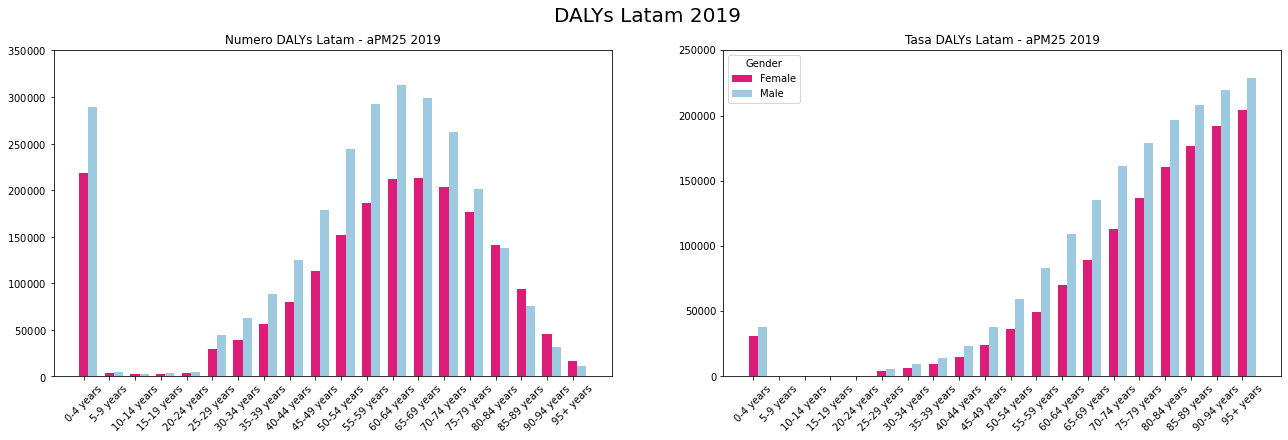 DALYs Latam 2019
Numero DALYs Latam - aPM25 2019
350000
300000
250000
200000
150000
100000
50000
0
0-4 years
5-9 years
10-14 years
15-19 years
20-24 years
25-29 years
30-34 years
35-39 years
40-44 years
45-49 years
50-54 years
55-59 years
60-64 years
65-69 years
70-74 years
75-79 years
80-84 years
85-89 years
90-94 years
95+ years
Tasa DALYs Latam - aPM25 2019
Gender
Female
Male
250000
200000
150000
100000
50000
0
0-4 years
5-9 years
10-14 years
15-19 years
20-24 years
25-29 years
30-34 years
35-39 years
40-44 years
45-49 years
50-54 years
55-59 years
60-64 years
65-69 years
70-74 years
75-79 years
80-84 years
85-89 years
90-94 years
95+ years